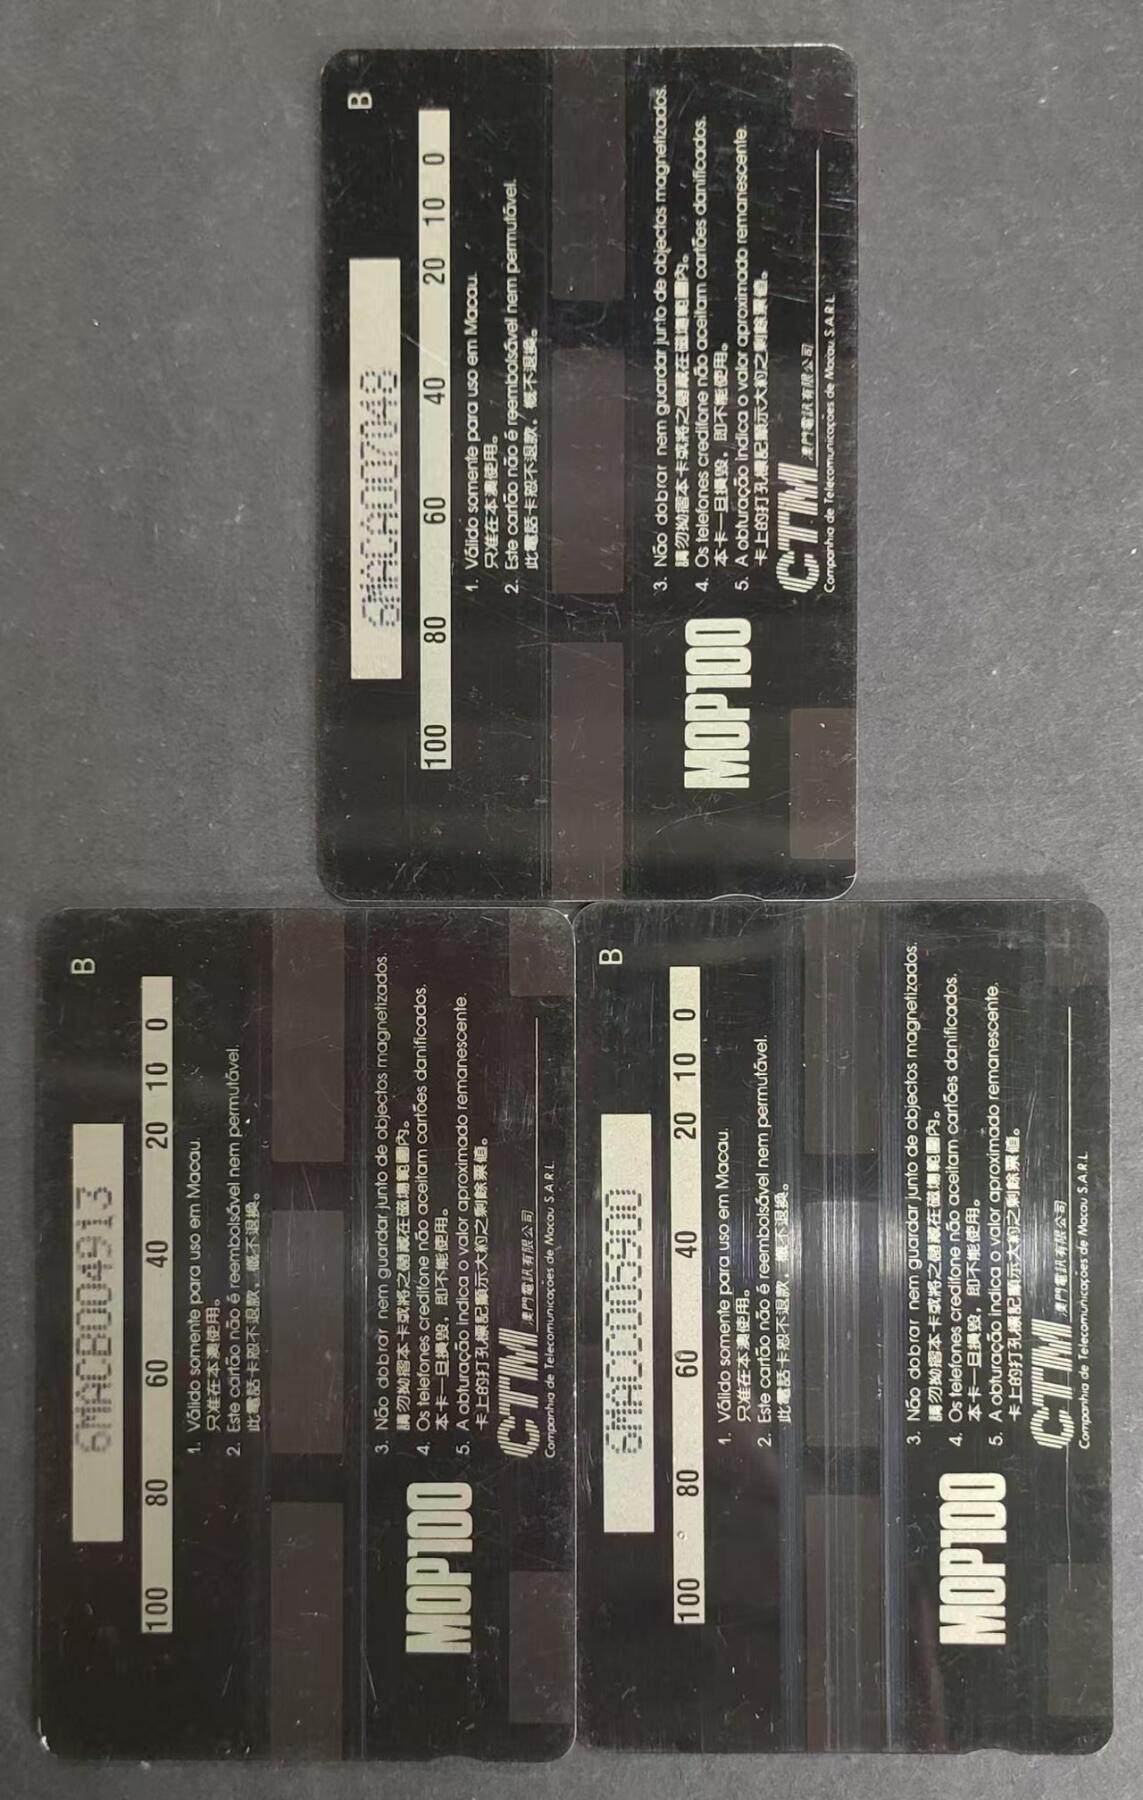 B
6MACA007048
100 80 60 40 20 10 0
1. Válido somente para uso em Macau.
只准在本澳使用。
2. Este cartão não é reembolsável nem permutável.
此電話卡恕不退款，概不退換。
3. Não dobrar nem guardar junto de objectos magnetizados.
請勿拗摺本卡或將之儲藏在磁場範圍內。
4. Os telefones credifone não aceitam cartões danificados.
本卡一旦損毀，即不能使用。
5. A obturação indica o valor aproximado remanescente.
卡上的打孔標記顯示大約之剩餘票值。
MOP100
CTM 澳門電訊有限公司
Companhia de Telecomunicações de Macau S.A.R.L.
B
6MACB004913
100 80 60 40 20 10 0
1. Válido somente para uso em Macau.
只准在本澳使用。
2. Este cartão não é reembolsável nem permutável.
此電話卡恕不退款，概不退換。
3. Não dobrar nem guardar junto de objectos magnetizados.
請勿拗摺本卡或將之儲藏在磁場範圍內。
4. Os telefones credifone não aceitam cartões danificados.
本卡一旦損毀，即不能使用。
5. A obturação indica o valor aproximado remanescente.
卡上的打孔標記顯示大約之剩餘票值。
MOP100
CTM 澳門電訊有限公司
Companhia de Telecomunicações de Macau S.A.R.L.
B
6MAC005900
100 80 60 40 20 10 0
1. Válido somente para uso em Macau.
只准在本澳使用。
2. Este cartão não é reembolsável nem permutável.
此電話卡恕不退款，概不退換。
3. Não dobrar nem guardar junto de objectos magnetizados.
請勿拗摺本卡或將之儲藏在磁場範圍內。
4. Os telefones credifone não aceitam cartões danificados.
本卡一旦損毀，即不能使用。
5. A obturação indica o valor aproximado remanescente.
卡上的打孔標記顯示大約之剩餘票值。
MOP100
CTM 澳門電訊有限公司
Companhia de Telecomunicações de Macau S.A.R.L.